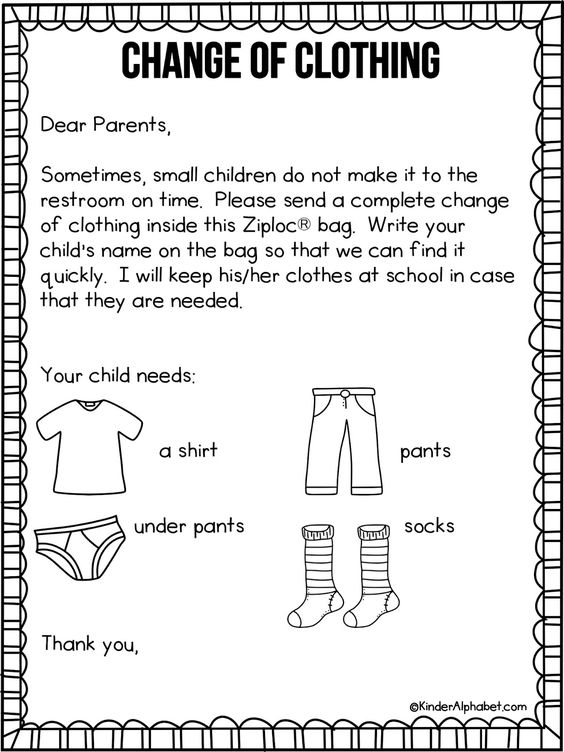 CHANGE OF CLOTHING
Dear Parents,
Sometimes, small children do not make it to the
restroom on time.  Please send a complete change
of clothing inside this Ziploc® bag.  Write your
child's name on the bag so that we can find it
quickly.  I will keep his/her clothes at school in case
that they are needed.
Your child needs:
a shirt
pants
under pants
socks
Thank you,
©KinderAlphabet.com